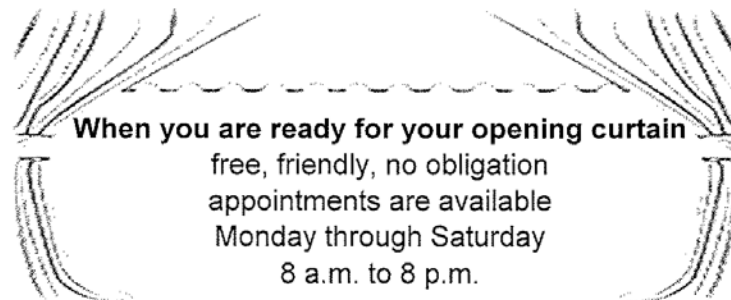 When you are ready for your opening curtain
free, friendly, no obligation
appointments are available
Monday through Saturday
8 a.m. to 8 p.m.